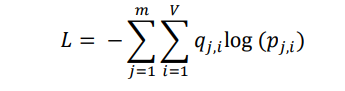 L = − ∑_{j=1}^{m} ∑_{i=1}^{V} q_{j,i} log (p_{j,i})